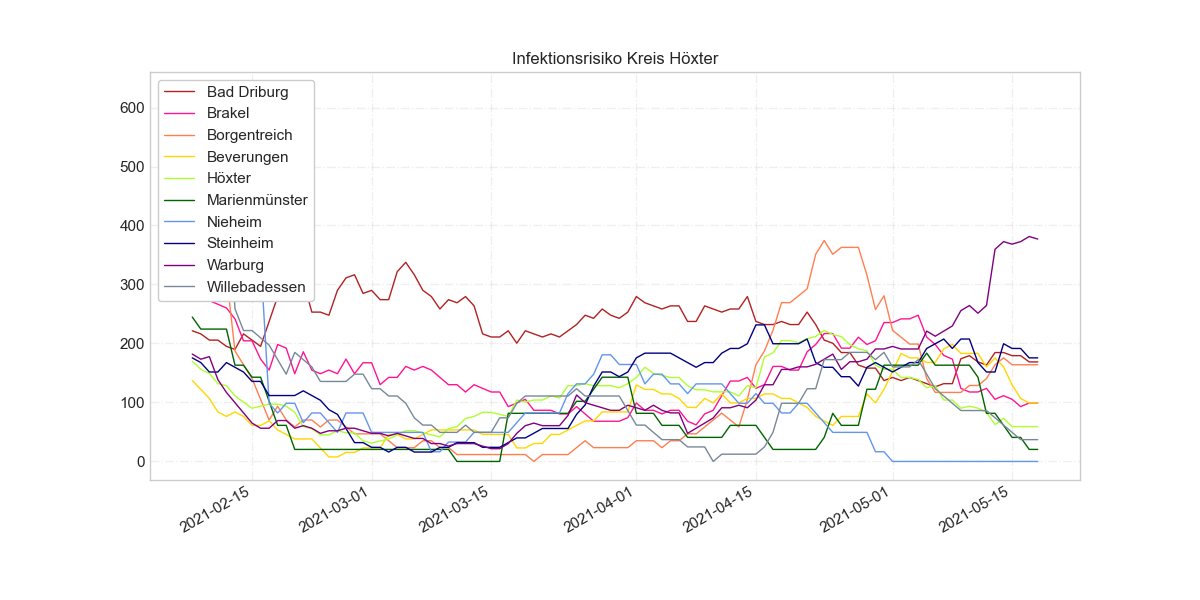 Infektionsrisiko Kreis Höxter
600
500
400
300
200
100
0
Bad Driburg
Brakel
Borgentreich
Beverungen
Höxter
Marienmünster
Nieheim
Steinheim
Warburg
Willebadessen
2021-02-15
2021-03-01
2021-03-15
2021-04-01
2021-04-15
2021-05-01
2021-05-15